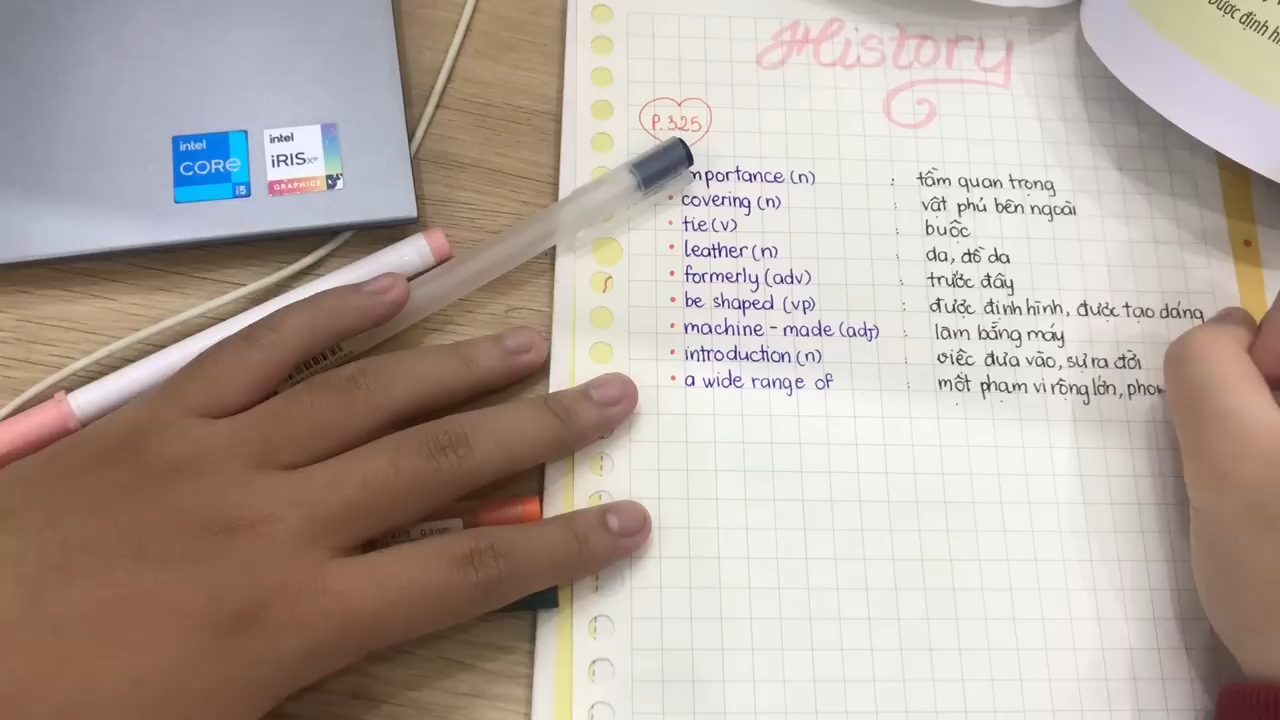 History
P.325
importance (n) : tầm quan trọng
• covering (n) : vật phủ bên ngoài
• tie (v) : buộc
• leather (n) : da, đồ da
• formerly (adv) : trước đây
• be shaped (vp) : được định hình, được tạo dáng
• machine - made (adj) : làm bằng máy
• introduction (n) : việc đưa vào, sự ra đời
• a wide range of : một phạm vi rộng lớn,
intel
CORE
i5
intel
iRIS Xe
GRAPHICS
được định